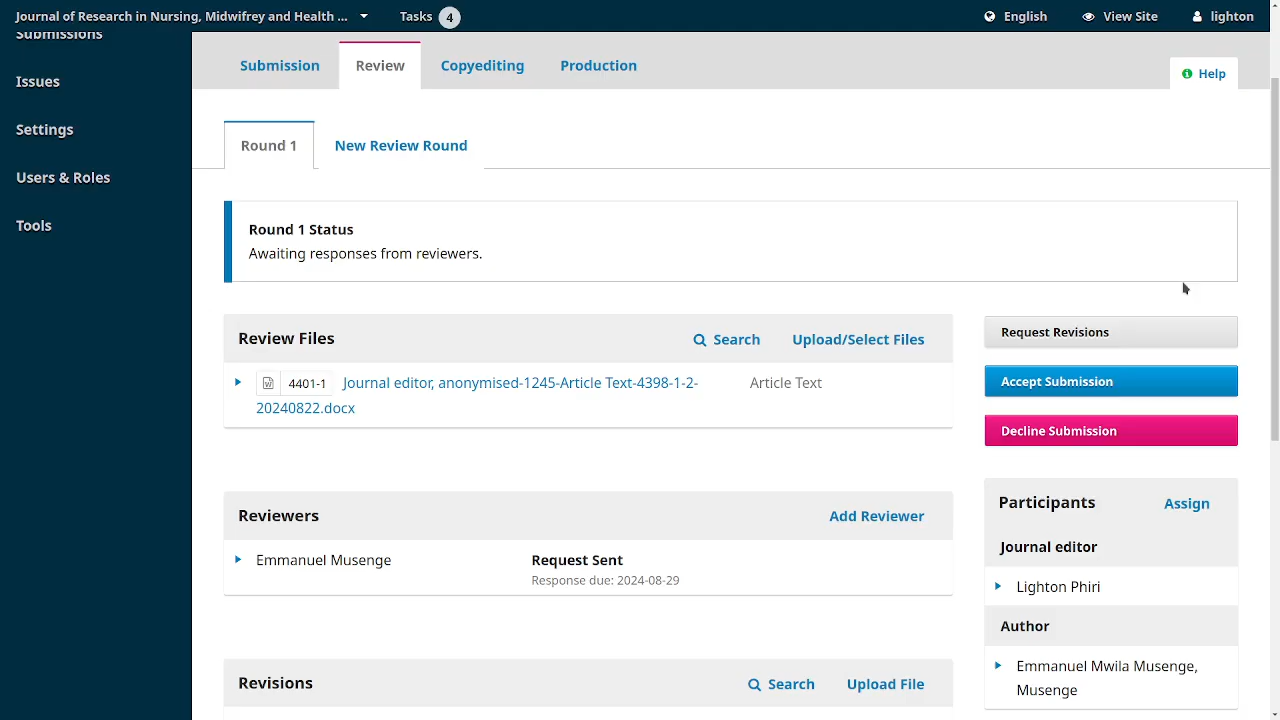 Journal of Research in Nursing, Midwifrey and Health ...
Tasks 4
English
View Site
lighton
Submissions
Issues
Settings
Users & Roles
Tools
Submission
Review
Copyediting
Production
Help
Round 1
New Review Round
Round 1 Status
Awaiting responses from reviewers.
Review Files
Search
Upload/Select Files
4401-1 Journal editor, anonymised-1245-Article Text-4398-1-2-
20240822.docx
Article Text
Reviewers
Add Reviewer
Emmanuel Musenge
Request Sent
Response due: 2024-08-29
Revisions
Search
Upload File
Request Revisions
Accept Submission
Decline Submission
Participants
Assign
Journal editor
Lighton Phiri
Author
Emmanuel Mwila Musenge,
Musenge